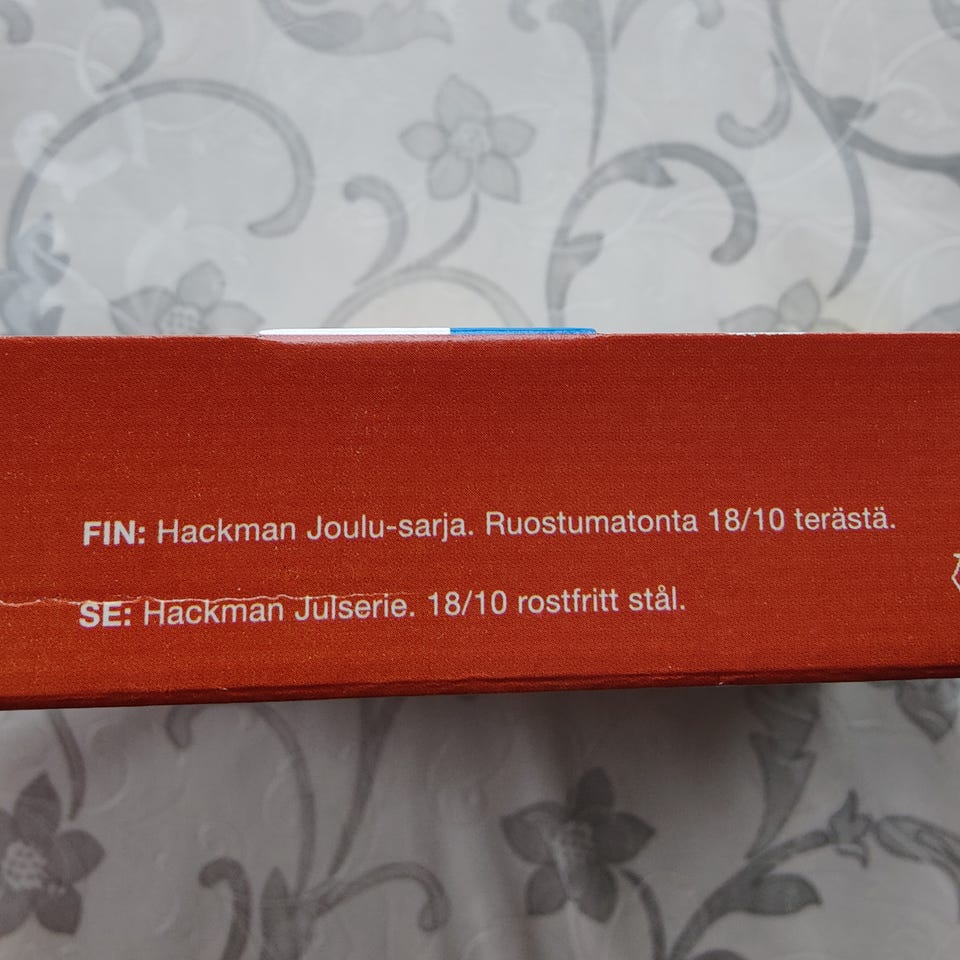 FIN: Hackman Joulu-sarja. Ruostumatonta 18/10 terästä.
SE: Hackman Julserie. 18/10 rostfritt stål.